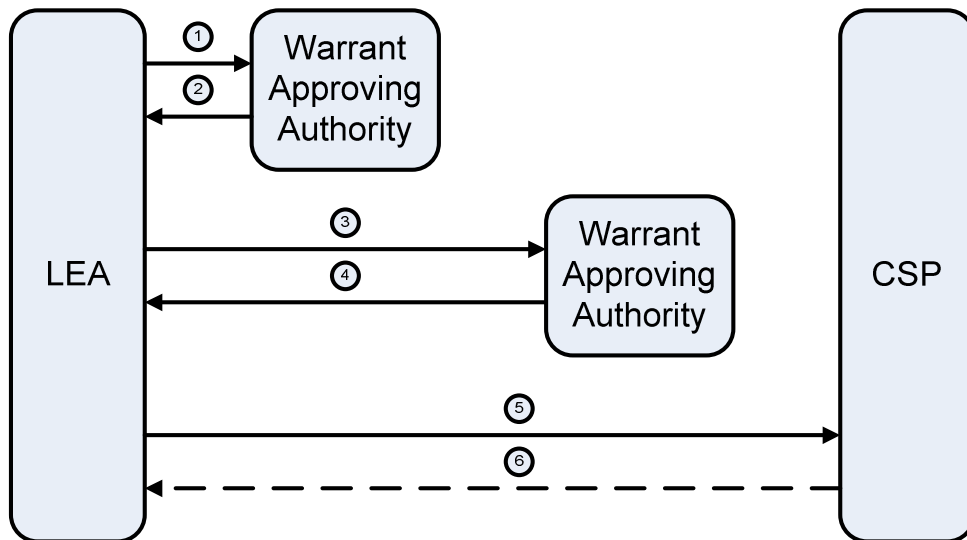 1
Warrant
Approving
Authority
2
3
Warrant
Approving
Authority
4
LEA
CSP
5
6